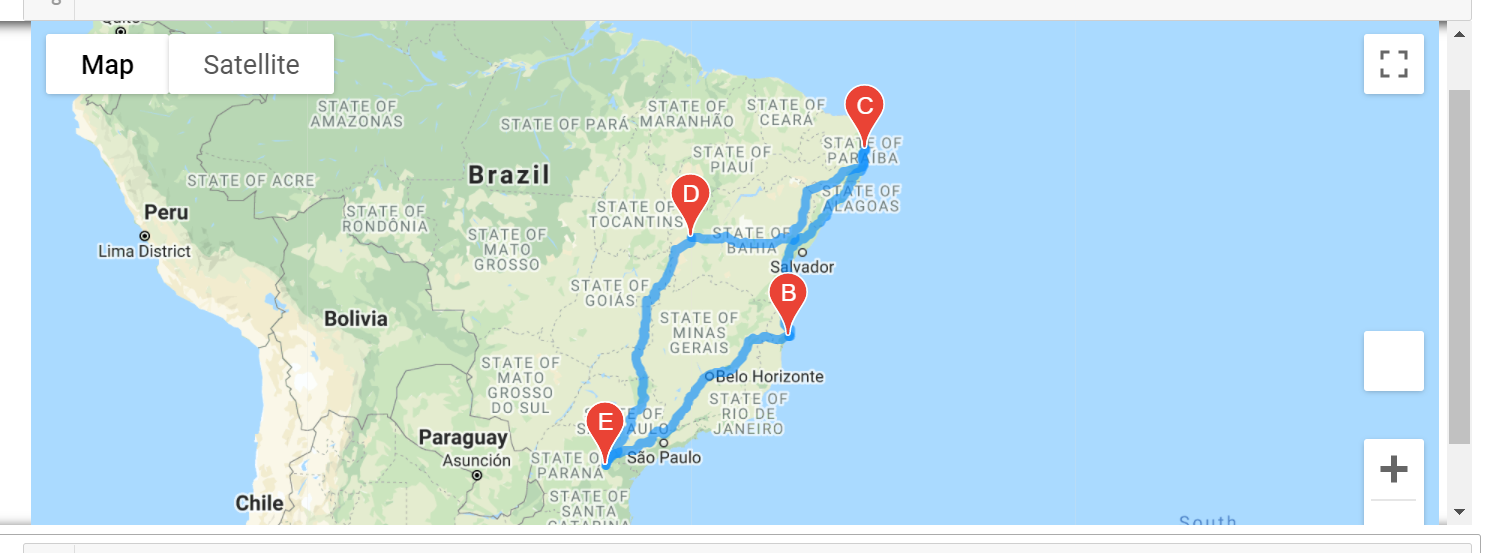 Quito
Map
Satellite
STATE OF
AMAZONAS
STATE OF PARÁ
STATE OF
MARANHÃO
STATE OF
CEARÁ
C
STATE OF
PARAÍBA
STATE OF
PIAUÍ
Brazil
STATE OF ACRE
D
STATE OF
ALAGOAS
Peru
STATE OF
RONDÔNIA
STATE OF
TOCANTINS
Lima District
STATE OF
MATO
GROSSO
STATE OF
BAHIA
Salvador
STATE OF
GOIÁS
B
Bolivia
STATE OF
MINAS
GERAIS
STATE OF
MATO
GROSSO
DO SUL
Belo Horizonte
STATE OF
RIO DE
JANEIRO
E
STATE OF
SÃO PAULO
Paraguay
Asunción
STATE OF
PARANÁ
São Paulo
Chile
STATE OF
SANTA
CATARINA
South